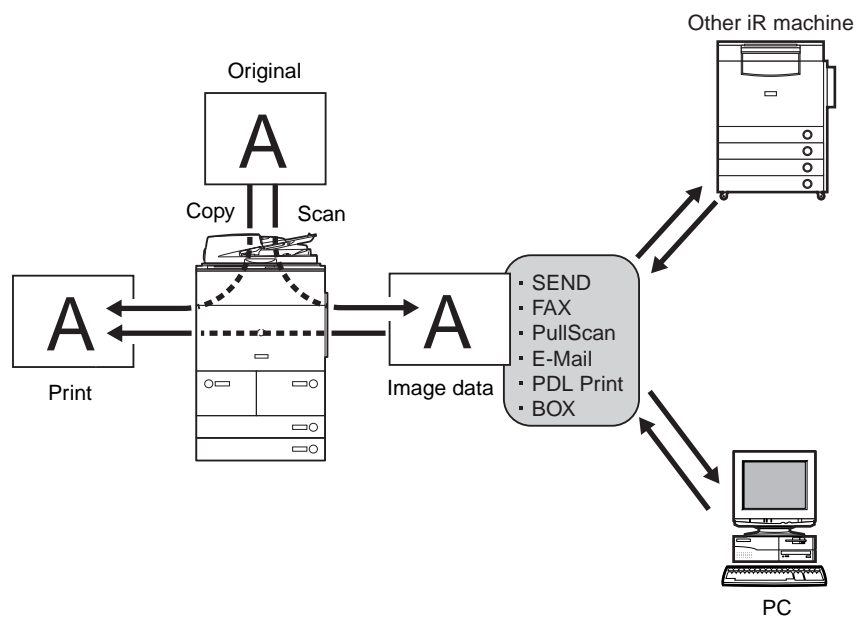 Other iR machine
Original
A
Copy Scan
A
Print
A
Image data
· SEND
· FAX
· PullScan
· E-Mail
· PDL Print
· BOX
PC